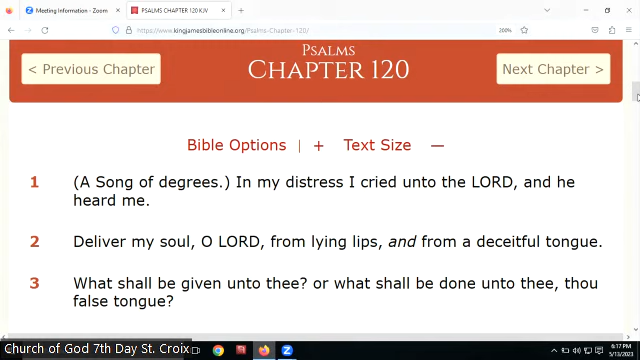 Meeting Information - Zoom
PSALMS CHAPTER 120 KJV
https://www.kingjamesbibleonline.org/Psalms-Chapter-120/
200%
PSALMS
< Previous Chapter
CHAPTER 120
Next Chapter >
Bible Options | + Text Size —
1 (A Song of degrees.) In my distress I cried unto the LORD, and he
heard me.
2 Deliver my soul, O LORD, from lying lips, and from a deceitful tongue.
3 What shall be given unto thee? or what shall be done unto thee, thou
false tongue?
Church of God 7th Day St. Croix
6:17 PM
5/13/2023